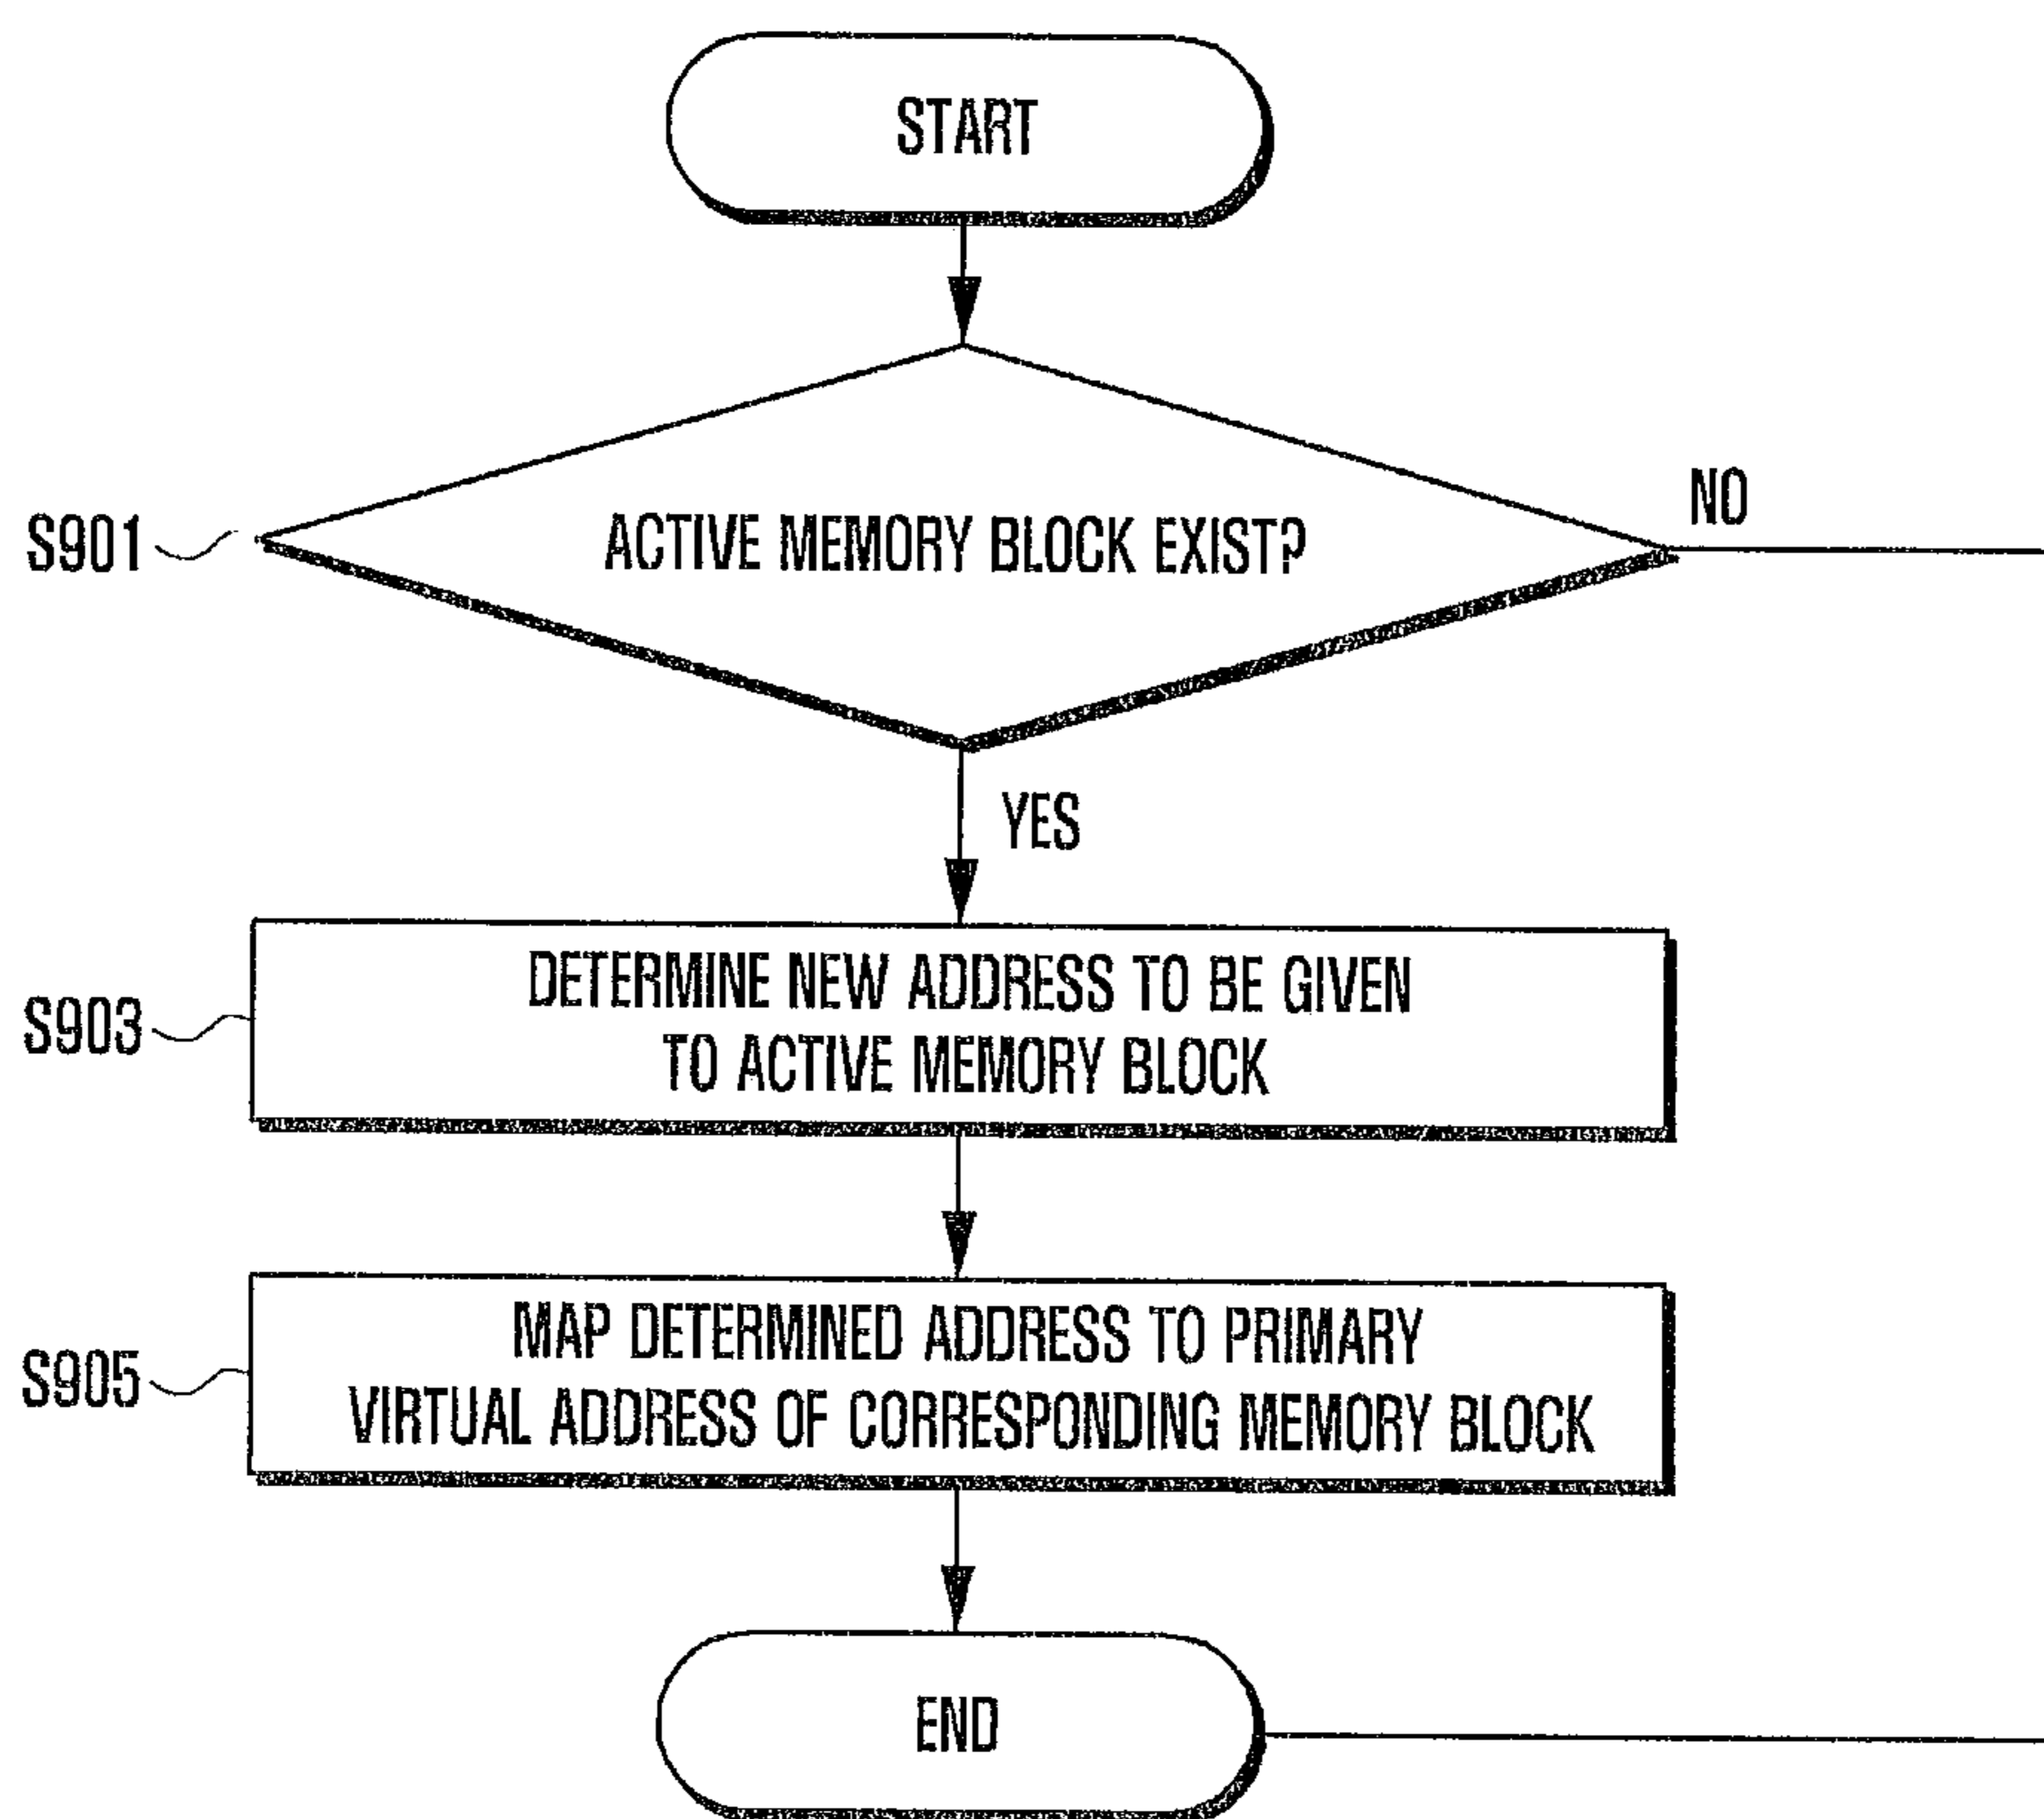 START
S901
ACTIVE MEMORY BLOCK EXIST?
NO
YES
S903
DETERMINE NEW ADDRESS TO BE GIVEN
TO ACTIVE MEMORY BLOCK
S905
MAP DETERMINED ADDRESS TO PRIMARY
VIRTUAL ADDRESS OF CORRESPONDING MEMORY BLOCK
END